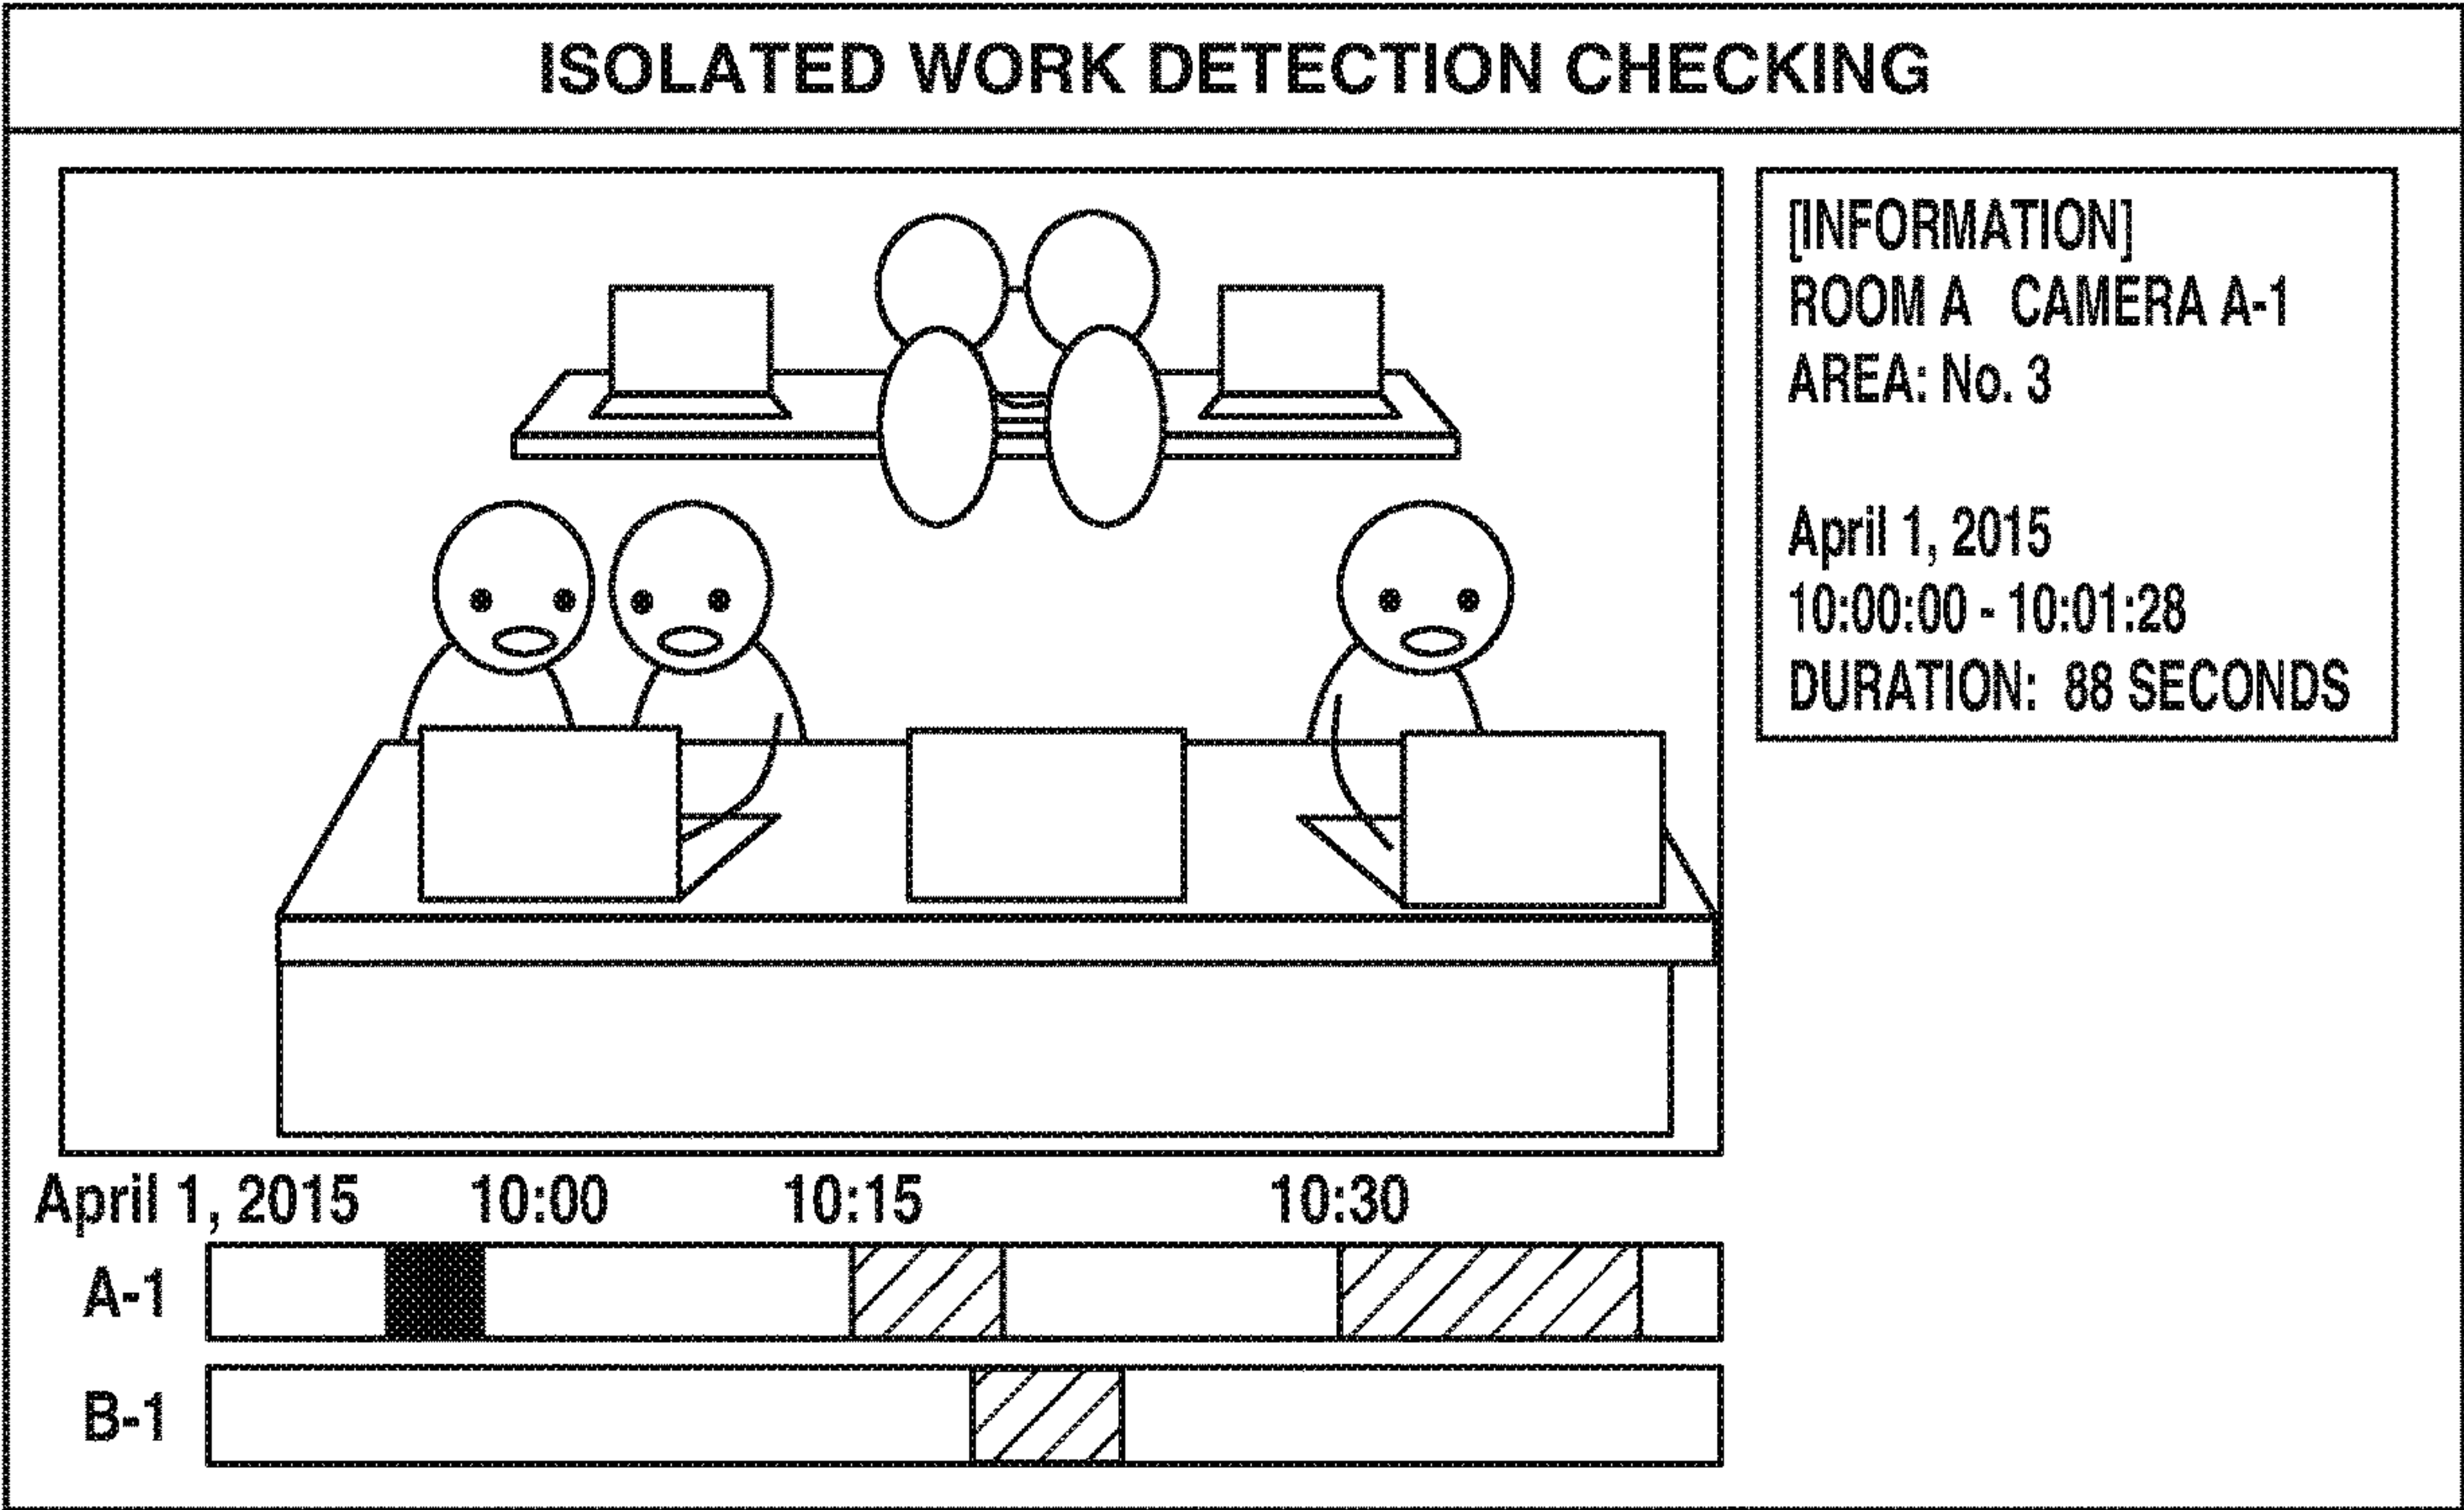 ISOLATED WORK DETECTION CHECKING
[INFORMATION]
ROOM A CAMERA A-1
AREA: No. 3
April 1, 2015
10:00:00 - 10:01:28
DURATION: 88 SECONDS
April 1, 2015 10:00 10:15 10:30
A-1
B-1